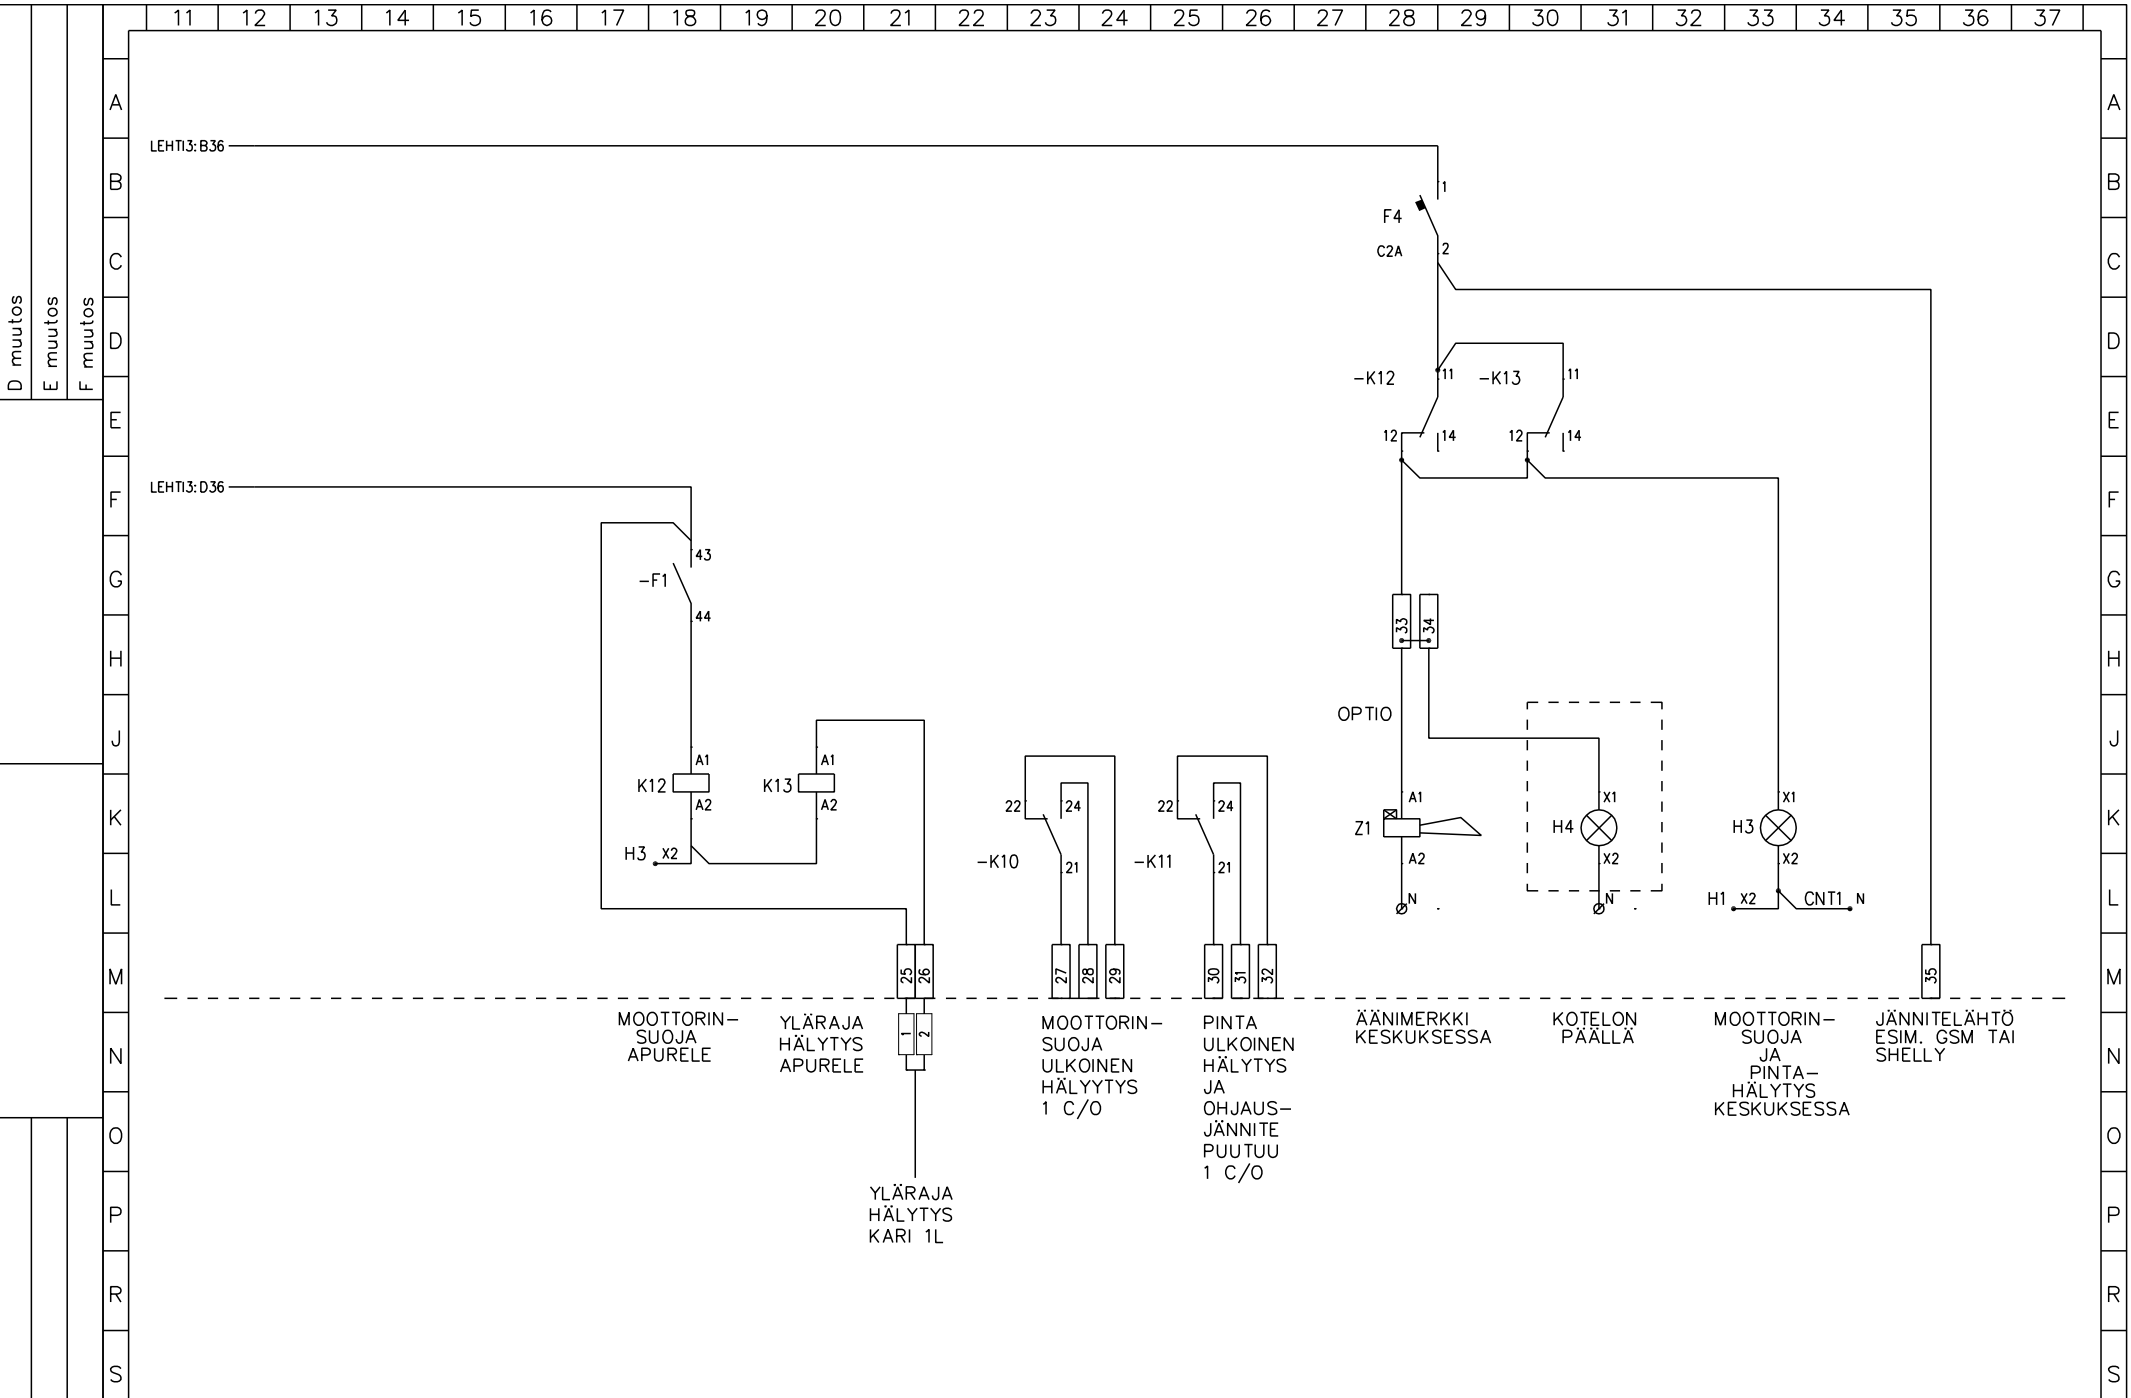 11 12 13 14 15 16 17 18 19 20 21 22 23 24 25 26 27 28 29 30 31 32 33 34 35 36 37
D muutos
E muutos
F muutos
A A
LEHTI3:B36
B B
1
F4
C2A 2
C C
D D
-K12 11 -K13 11
E E
12 14 12 14
LEHTI3:D36
F F
43
-F1
G G
44
33 34
H H
OPTIO
J J
A1 A1
K12 K13
A2 A2
22 24 22 24
A1 X1 X1
K K
Z1 H4 H3
H3 X2
-K10 21 -K11 21
A2 X2 X2
L L
N N H1 X2 CNT1 N
M M
25 26 27 28 29 30 31 32 35
MOOTTORIN-
SUOJA
APURELE
YLÄRAJA
HÄLYTYS
APURELE
1 2
MOOTTORIN-
SUOJA
ULKOINEN
HÄLYYTYS
1 C/O
PINTA
ULKOINEN
HÄLYTYS
JA
OHJAUS-
JÄNNITE
PUUTUU
1 C/O
ÄÄNIMERKKI
KESKUKSESSA
KOTELON
PÄÄLLÄ
MOOTTORIN-
SUOJA
JA
PINTA-
HÄLYTYS
KESKUKSESSA
JÄNNITELÄHTÖ
ESIM. GSM TAI
SHELLY
N N
O O
YLÄRAJA
HÄLYTYS
KARI 1L
P P
R R
S S